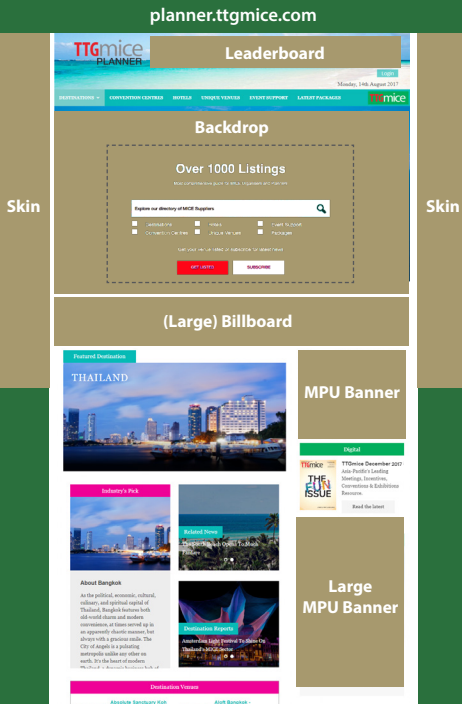 planner.ttgmice.com
TTGmice
PLANNER
Leaderboard
Login
Monday, 14th August 2017
DESTINATIONS
CONVENTION CENTRES
HOTELS
UNIQUE VENUES
EVENT SUPPORT
LATEST PACKAGES
TTGmice
Backdrop
Skin
Skin
Over 1000 Listings
Explore our directory of MICE Suppliers
Destinations
Hotels
Event Support
Convention Centres
Unique Venues
Packages
GET LISTED
SUBSCRIBE
(Large) Billboard
Featured Destination
THAILAND
MPU Banner
Digital
TTGmice
THE
FUN
ISSUE
TTGmice December 2017
Asia-Pacific's Leading
Meetings, Incentives,
Conventions & Exhibitions
Resource.
Read the latest
Industry's Pick
Related News
About Bangkok
As the political, economic, cultural,
culinary, and spiritual capital of
Thailand, Bangkok features both
old-world charm and modern
convenience, at times served up in
an apparently chaotic manner, but
always with a gracious smile. The
City of Angels is a pulsating
metropolis unlike any other on
earth. It's the heart of modern
Destination Reports
Amsterdam Light Festival To Shine On
Thailand's MICE Sector
Large
MPU Banner
Destination Venues
Absolute Sanctuary Koh
Aloft Bangkok -